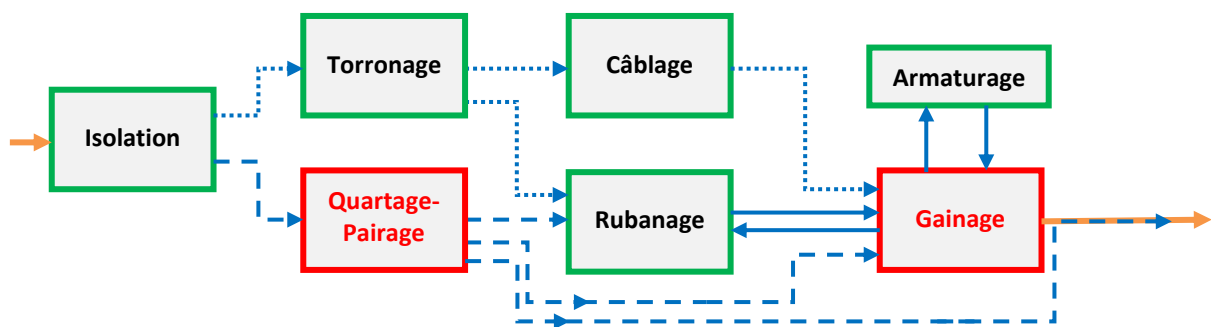 Torronage
Câblage
Armaturage
Isolation
Quartage-
Pairage
Rubanage
Gainage